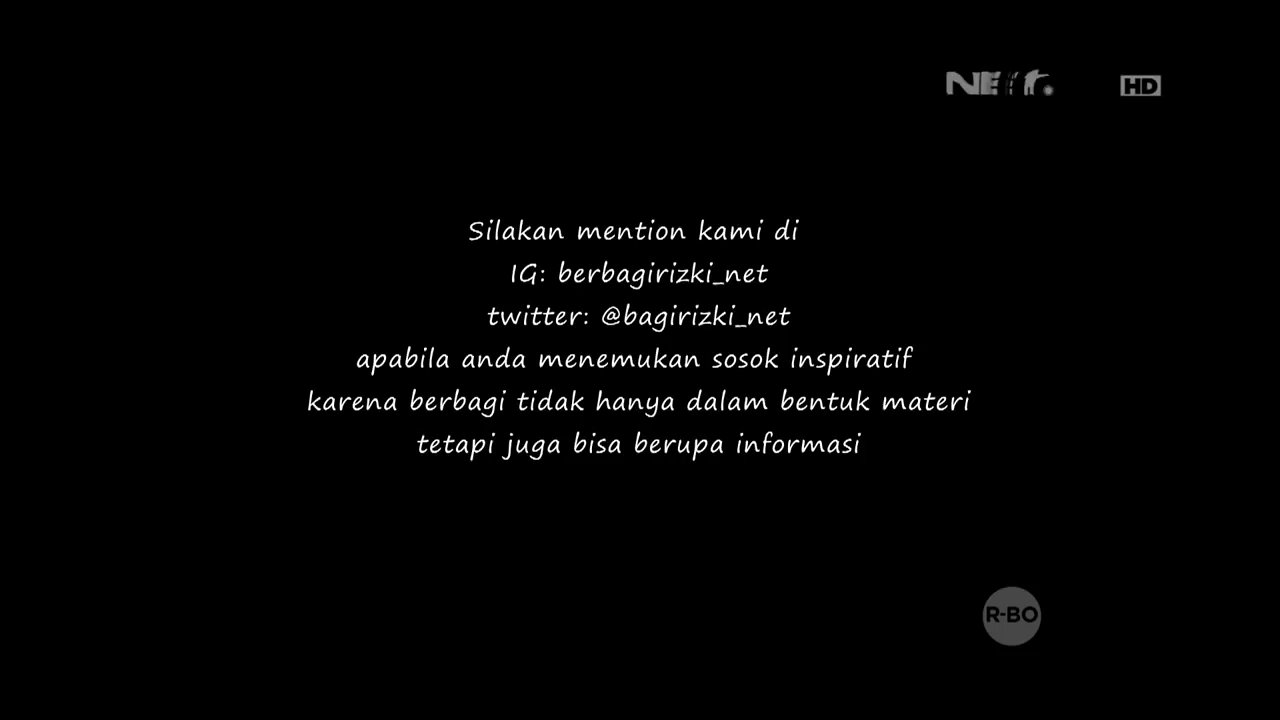 HD
Silakan mention kami di
IG: berbagirizki_net
twitter: @bagirizki_net
apabila anda menemukan sosok inspiratif
karena berbagi tidak hanya dalam bentuk materi
tetapi juga bisa berupa informasi
R-BO